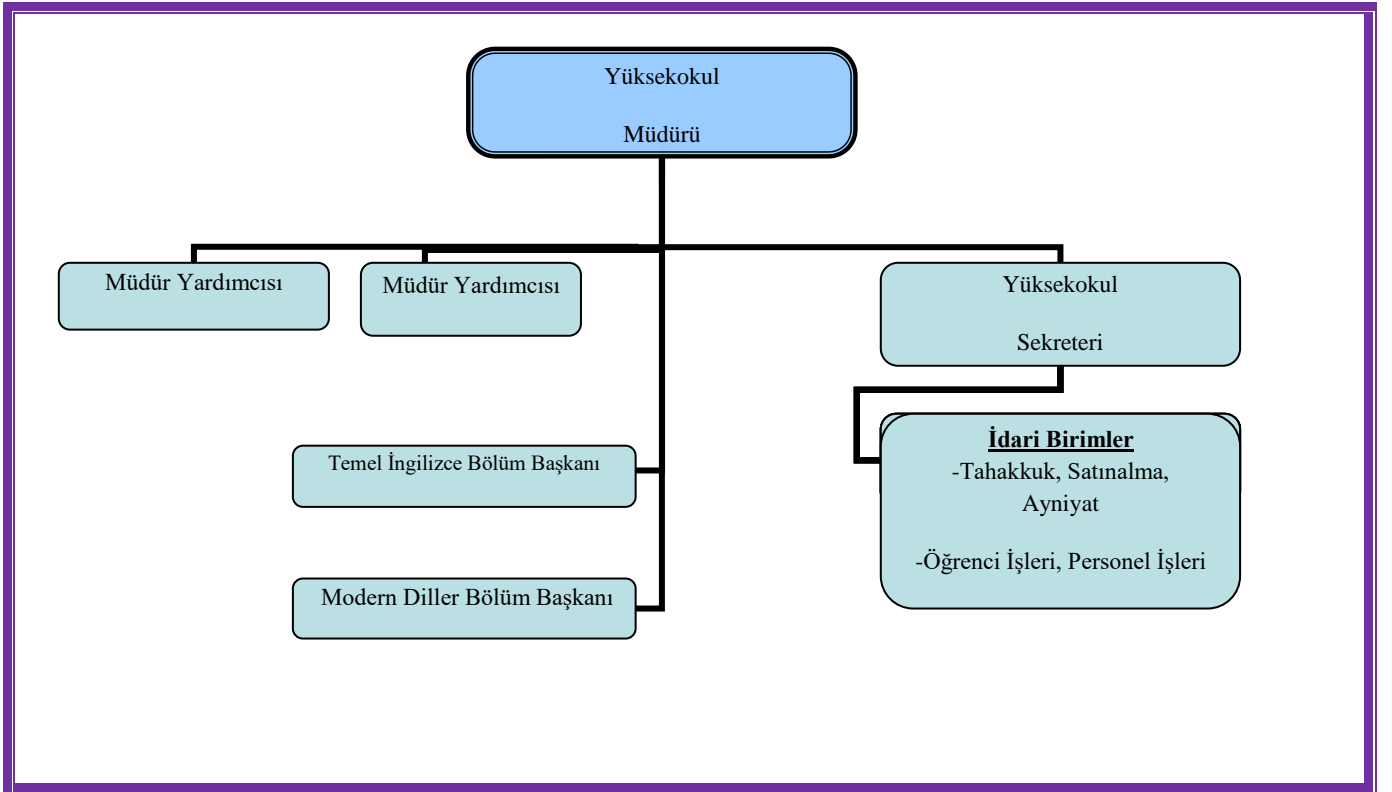 Yüksekokul
Müdürü
Müdür Yardımcısı
Müdür Yardımcısı
Yüksekokul
Sekreteri
Temel İngilizce Bölüm Başkanı
Modern Diller Bölüm Başkanı
İdari Birimler
-Tahakkuk, Satınalma,
Ayniyat
-Öğrenci İşleri, Personel İşleri